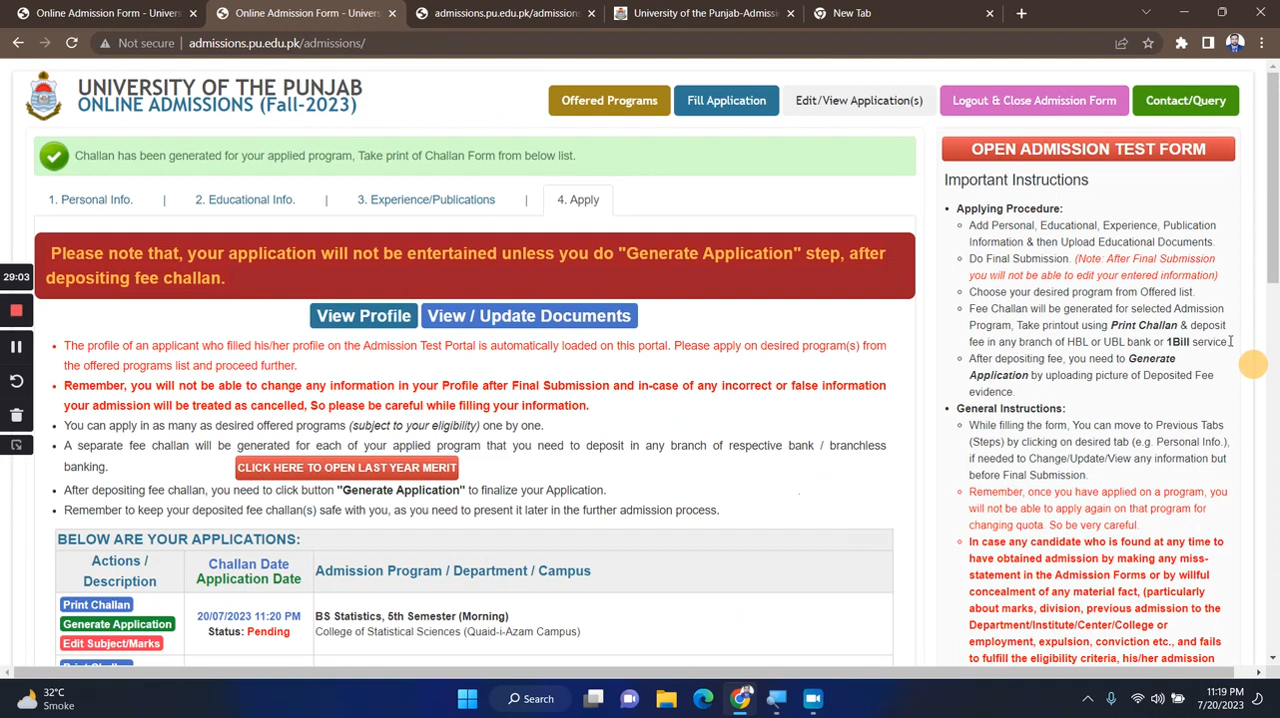 Online Admission Form - Univers
Online Admission Form - Univers
admissions.pu.edu.pk/admissions
University of the Punjab-Admissi
New Tab
Not secure
admissions.pu.edu.pk/admissions/
UNIVERSITY OF THE PUNJAB
ONLINE ADMISSIONS (Fall-2023)
Offered Programs
Fill Application
Edit/View Application(s)
Logout & Close Admission Form
Contact/Query
Challan has been generated for your applied program, Take print of Challan Form from below list.
1. Personal Info. | 2. Educational Info. | 3. Experience/Publications | 4. Apply
Please note that, your application will not be entertained unless you do "Generate Application" step, after
depositing fee challan.
29:03
View Profile
View / Update Documents
The profile of an applicant who filled his/her profile on the Admission Test Portal is automatically loaded on this portal. Please apply on desired program(s) from
the offered programs list and proceed further.
Remember, you will not be able to change any information in your Profile after Final Submission and in-case of any incorrect or false information
your admission will be treated as cancelled, So please be careful while filling your information.
You can apply in as many as desired offered programs (subject to your eligibility) one by one.
A separate fee challan will be generated for each of your applied program that you need to deposit in any branch of respective bank / branchless
banking.
CLICK HERE TO OPEN LAST YEAR MERIT
After depositing fee challan, you need to click button "Generate Application" to finalize your Application.
Remember to keep your deposited fee challan(s) safe with you, as you need to present it later in the further admission process.
BELOW ARE YOUR APPLICATIONS:
Actions /
Description
Challan Date
Application Date
Admission Program / Department / Campus
Print Challan
Generate Application
Edit Subject/Marks
20/07/2023 11:20 PM
Status: Pending
BS Statistics, 5th Semester (Morning)
College of Statistical Sciences (Quaid-i-Azam Campus)
Print Challan
OPEN ADMISSION TEST FORM
Important Instructions
Applying Procedure:
Add Personal, Educational, Experience, Publication
Information & then Upload Educational Documents.
Do Final Submission. (Note: After Final Submission
you will not be able to edit your entered information)
Choose your desired program from Offered list.
Fee Challan will be generated for selected Admission
Program, Take printout using Print Challan & deposit
fee in any branch of HBL or UBL bank or 1Bill service.
After depositing fee, you need to Generate
Application by uploading picture of Deposited Fee
evidence.
General Instructions:
While filling the form, You can move to Previous Tabs
(Steps) by clicking on desired tab (e.g. Personal Info.),
if needed to Change/Update/View any information but
before Final Submission.
Remember, once you have applied on a program, you
will not be able to apply again on that program for
changing quota. So be very careful.
In case any candidate who is found at any time to
have obtained admission by making any miss-
statement in the Admission Forms or by willful
concealment of any material fact, (particularly
about marks, division, previous admission to the
Department/Institute/Center/College or
employment, expulsion, conviction etc., and fails
to fulfill the eligibility criteria, his/her admission
32°C
Smoke
Search
11:19 PM
7/20/2023